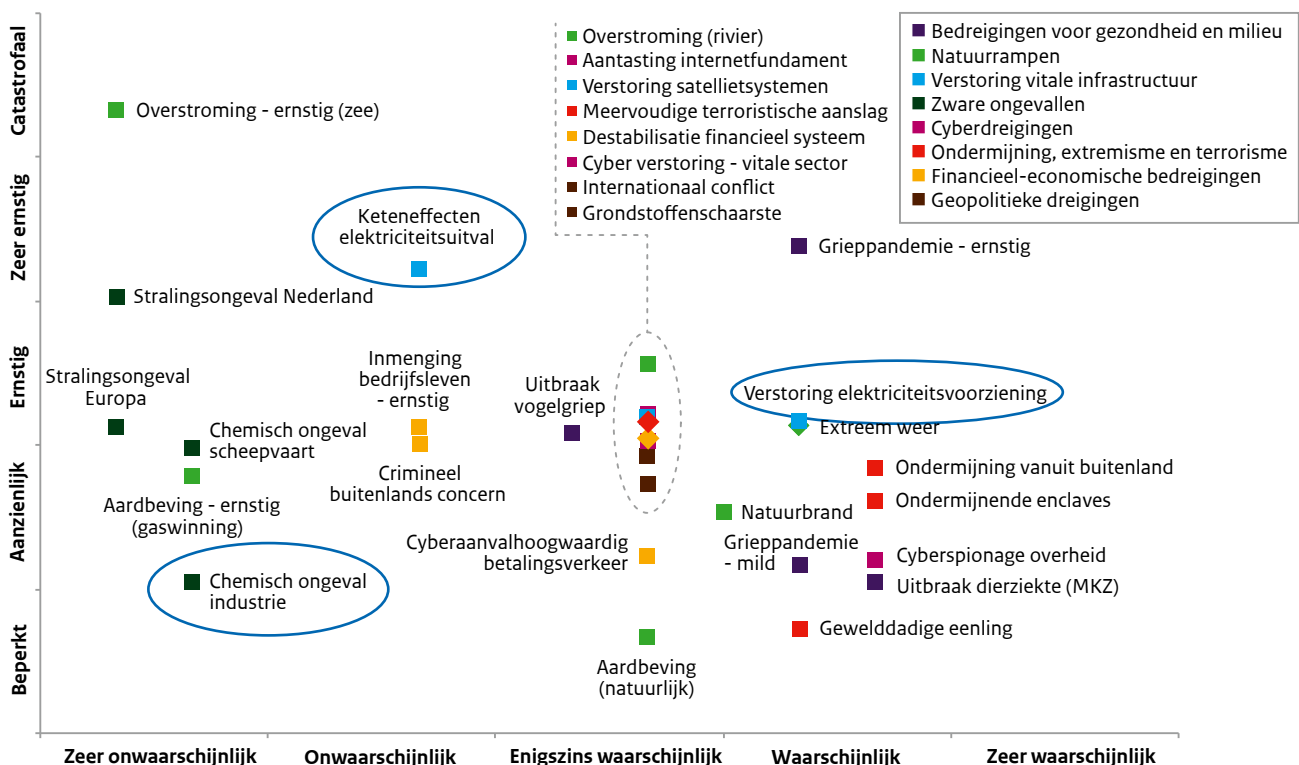 Catastrofaal
Zeer ernstig
Ernstig
Aanzienlijk
Beperkt
Overstroming (rivier)
Aantasting internetfundament
Verstoring satellietsystemen
Meervoudige terroristische aanslag
Destabilisatie financieel systeem
Cyber verstoring - vitale sector
Internationaal conflict
Grondstoffenschaarste
Bedreigingen voor gezondheid en milieu
Natuurrampen
Verstoring vitale infrastructuur
Zware ongevallen
Cyberdreigingen
Ondermijning, extremisme en terrorisme
Financieel-economische bedreigingen
Geopolitieke dreigingen
Overstroming - ernstig (zee)
Keteneffecten
elektriciteitsuitval
Grieppandemie - ernstig
Stralingsongeval Nederland
Stralingsongeval
Europa
Inmenging
bedrijfsleven
- ernstig
Uitbraak
vogelgriep
Verstoring elektriciteitsvoorziening
Extreem weer
Chemisch ongeval
scheepvaart
Crimineel
buitenlands concern
Ondermijning vanuit buitenland
Ondermijnende enclaves
Aardbeving - ernstig
(gaswinning)
Natuurbrand
Cyberaanvalhoogwaardig
betalingsverkeer
Grieppandemie
- mild
Cyberspionage overheid
Uitbraak dierziekte (MKZ)
Chemisch ongeval
industrie
Gewelddadige eenling
Aardbeving
(natuurlijk)
Zeer onwaarschijnlijk
Onwaarschijnlijk
Enigszins waarschijnlijk
Waarschijnlijk
Zeer waarschijnlijk